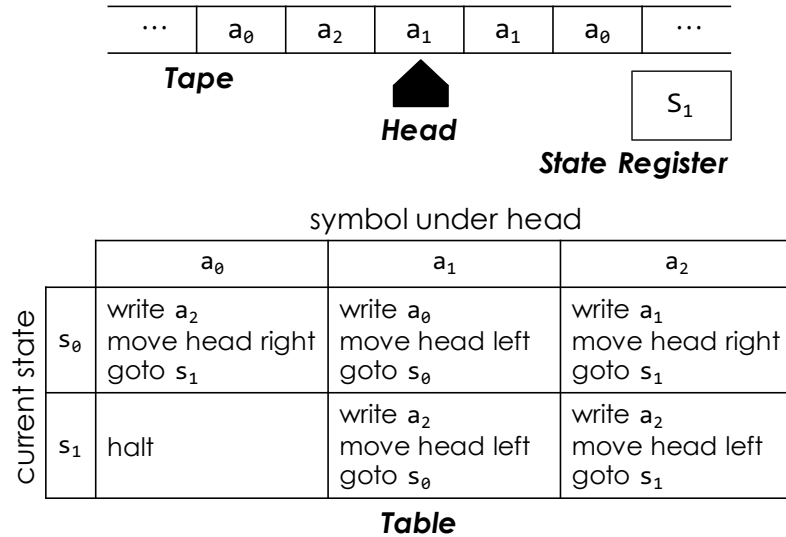 ⋯ a₀ a₂ a₁ a₁ a₀ ⋯
Tape
Head
S₁
State Register
symbol under head
a₀ a₁ a₂
current state
s₀
write a₂
move head right
goto s₁
write a₀
move head left
goto s₀
write a₁
move head right
goto s₁
s₁
halt
write a₂
move head left
goto s₀
write a₂
move head left
goto s₁
Table